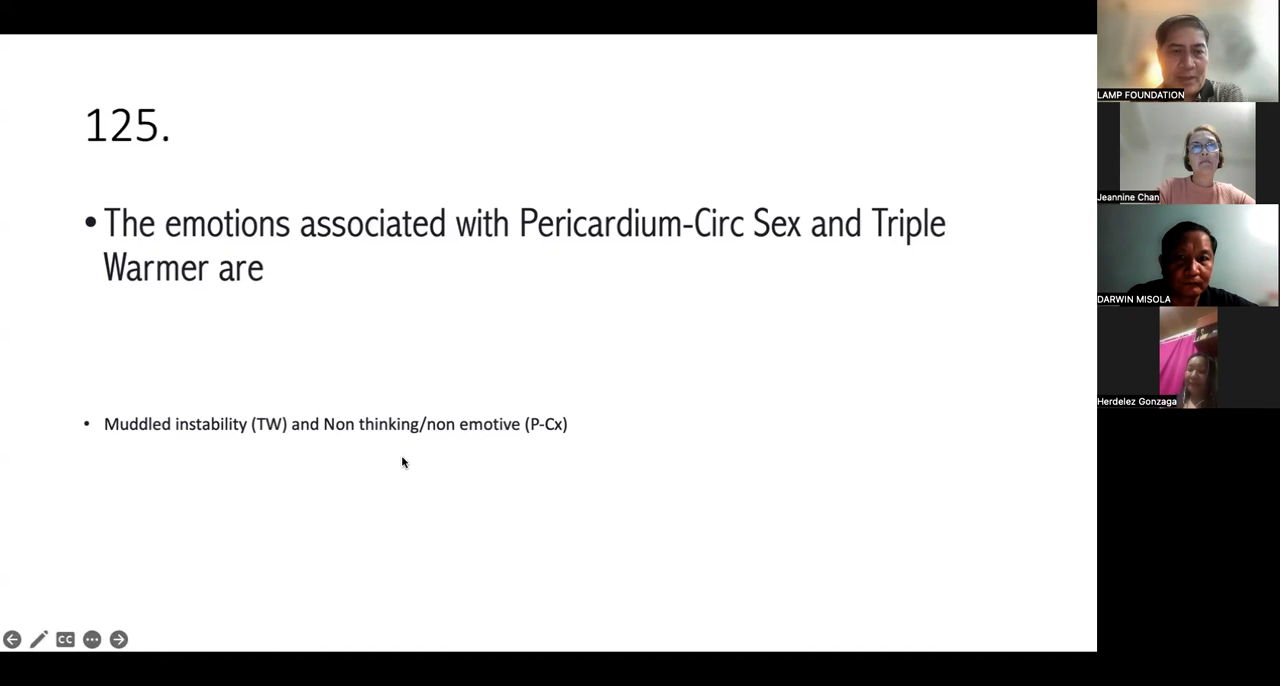 125.
• The emotions associated with Pericardium-Circ Sex and Triple
Warmer are
• Muddled instability (TW) and Non thinking/non emotive (P-Cx)
CC
LAMP FOUNDATION
Jeannine Chan
DARWIN MISOLA
Herdelez Gonzaga